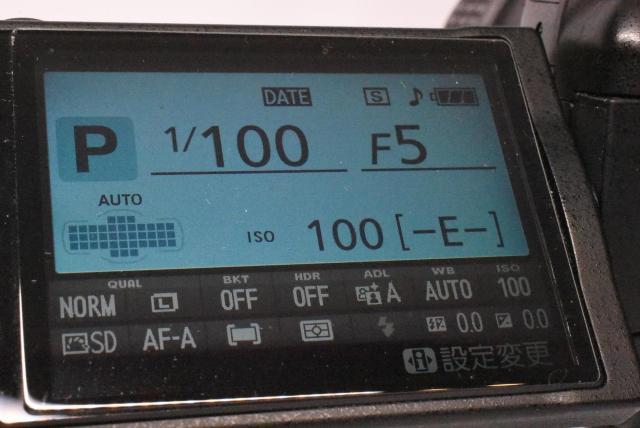 DATE S
P 1/100 F5
AUTO
ISO 100 [-E-]
QUAL BKT HDR ADL WB ISO
NORM L OFF OFF A AUTO 100
SD AF-A 0.0 0.0
i 設定変更